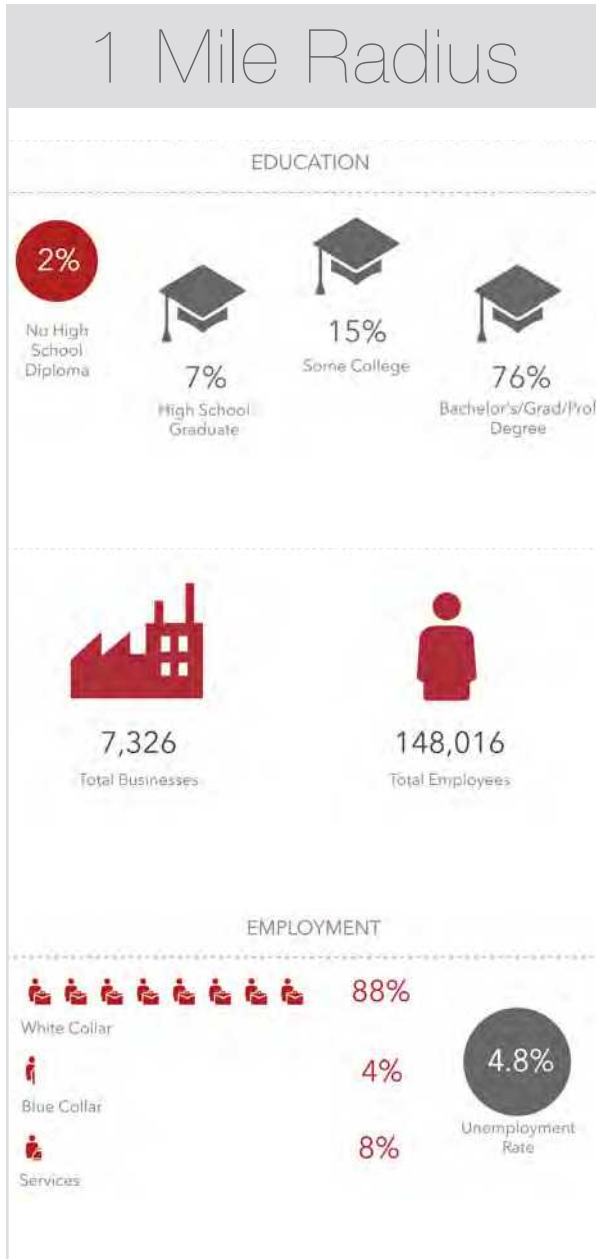 1 Mile Radius
EDUCATION
2%
No High
School
Diploma
7%
High School
Graduate
15%
Some College
76%
Bachelor's/Grad/Prof
Degree
7,326
Total Businesses
148,016
Total Employees
EMPLOYMENT
88%
White Collar
4%
Blue Collar
8%
Services
4.8%
Unemployment
Rate